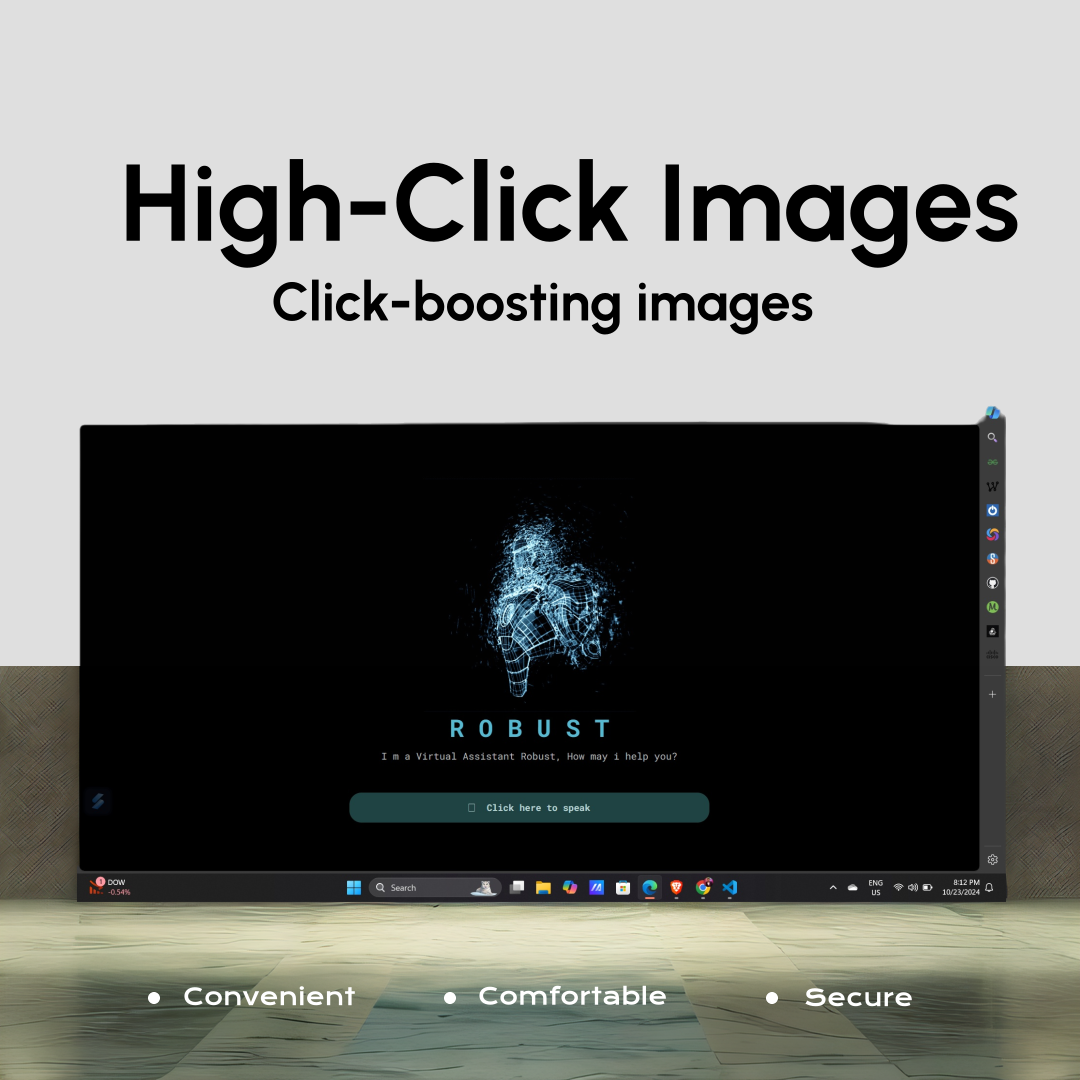 High-Click Images
Click-boosting images
ROBUST
I m a Virtual Assistant Robust, How may i help you?
Click here to speak
1
DOW
-0.54%
Search
ENG
US
8:12 PM
10/23/2024
Convenient
Comfortable
Secure